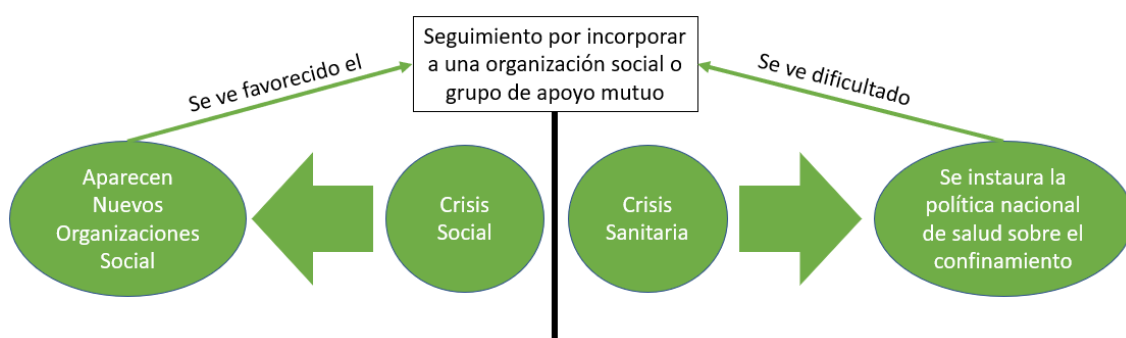 Seguimiento por incorporar
a una organización social o
grupo de apoyo mutuo
Se ve favorecido el
Se ve dificultado
Aparecen
Nuevos
Organizaciones
Social
Crisis
Social
Crisis
Sanitaria
Se instaura la
política nacional
de salud sobre el
confinamiento